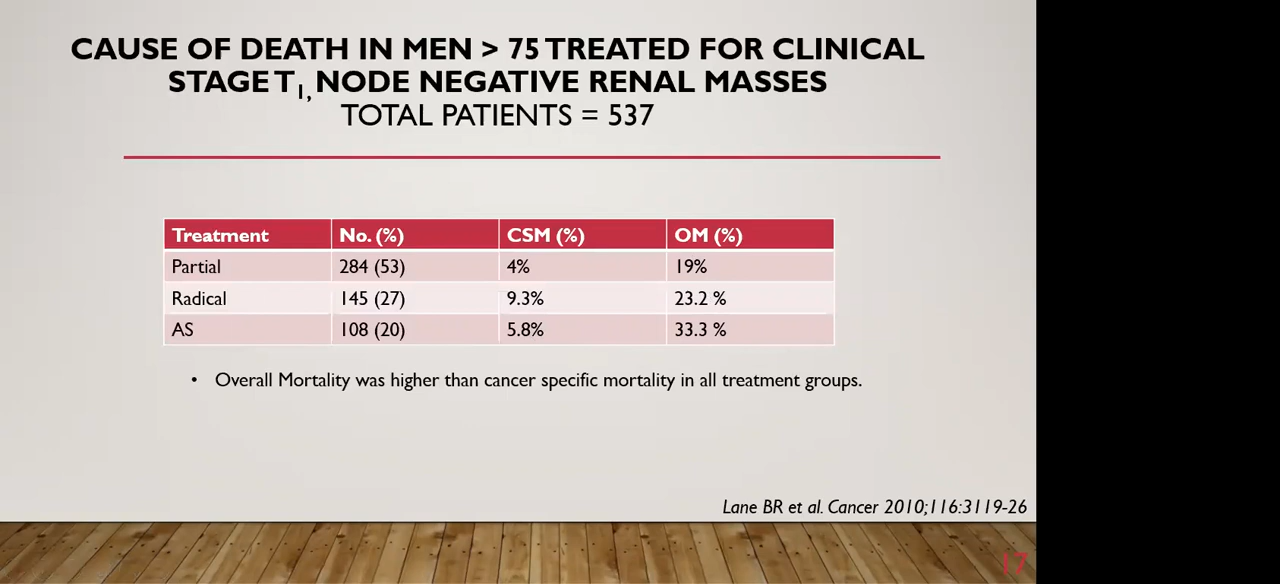 CAUSE OF DEATH IN MEN > 75 TREATED FOR CLINICAL
STAGE T1, NODE NEGATIVE RENAL MASSES
TOTAL PATIENTS = 537
Treatment No. (%) CSM (%) OM (%)
Partial 284 (53) 4% 19%
Radical 145 (27) 9.3% 23.2 %
AS 108 (20) 5.8% 33.3 %
• Overall Mortality was higher than cancer specific mortality in all treatment groups.
Lane BR et al. Cancer 2010;116:3119-26
17